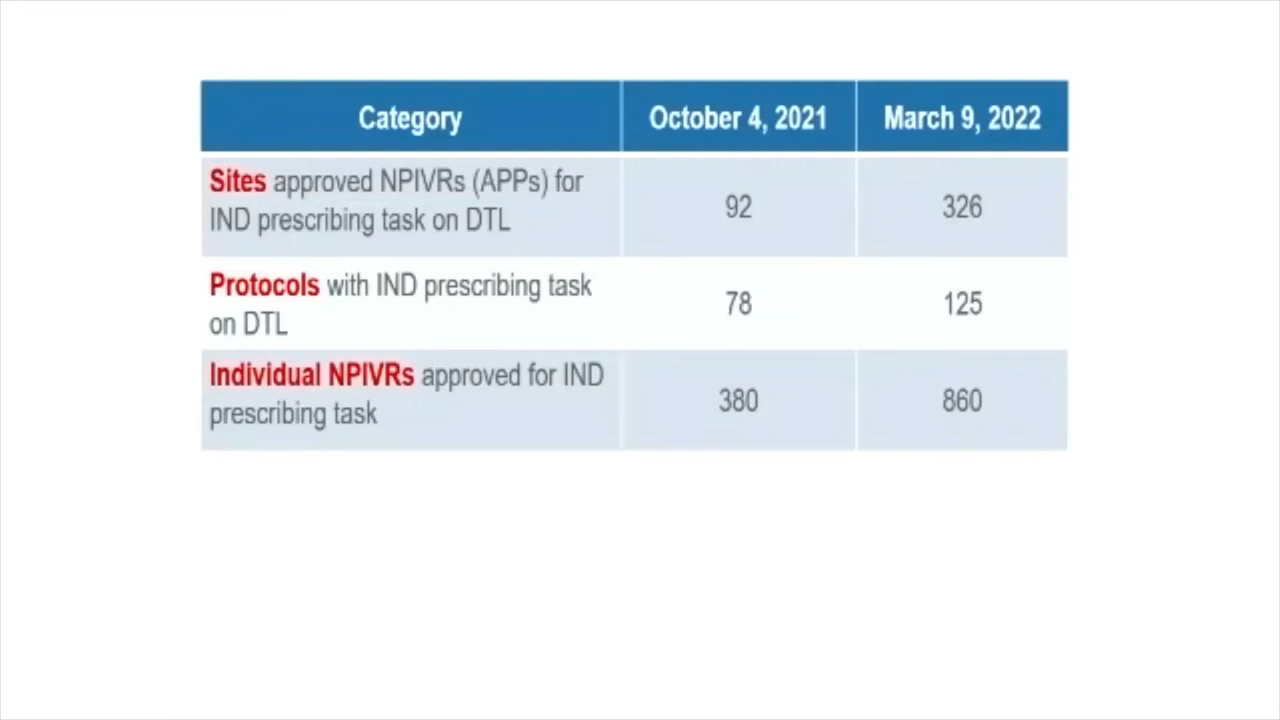 Category October 4, 2021 March 9, 2022
Sites approved NPIVRs (APPs) for
IND prescribing task on DTL
92 326
Protocols with IND prescribing task
on DTL
78 125
Individual NPIVRs approved for IND
prescribing task
380 860